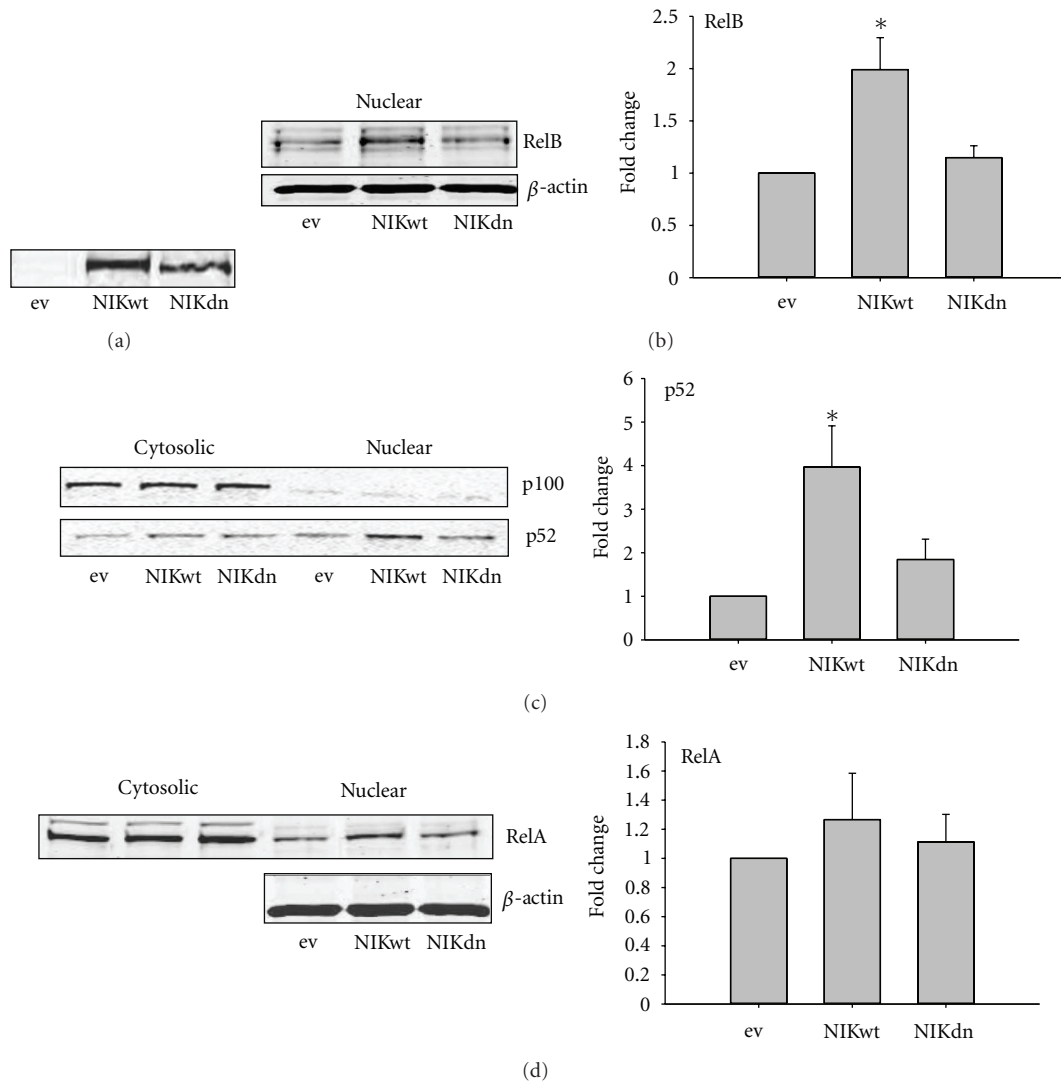 Nuclear
RelB
β-actin
ev NIKwt NIKdn
ev NIKwt NIKdn
(a)
RelB
Fold change
2.5
2
1.5
1
0.5
0
*
ev NIKwt NIKdn
(b)
Cytosolic Nuclear
p100
p52
ev NIKwt NIKdn ev NIKwt NIKdn
p52
Fold change
6
5
4
3
2
1
0
*
ev NIKwt NIKdn
(c)
Cytosolic Nuclear
RelA
β-actin
ev NIKwt NIKdn
RelA
Fold change
1.8
1.6
1.4
1.2
1
0.8
0.6
0.4
0.2
0
ev NIKwt NIKdn
(d)